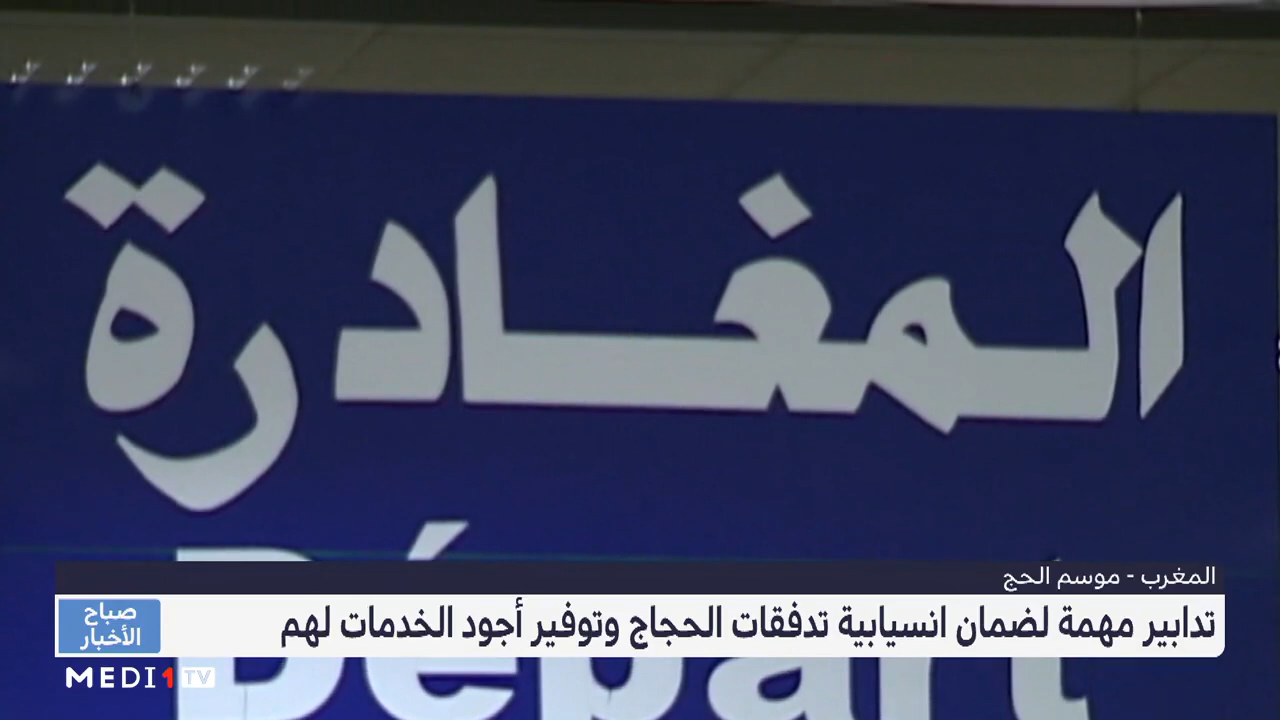 المغادرة
Départ
المغرب - موسم الحج
تدابير مهمة لضمان انسيابية تدفقات الحجاج وتوفير أجود الخدمات لهم
صباح
الأخبار
MEDI1TV